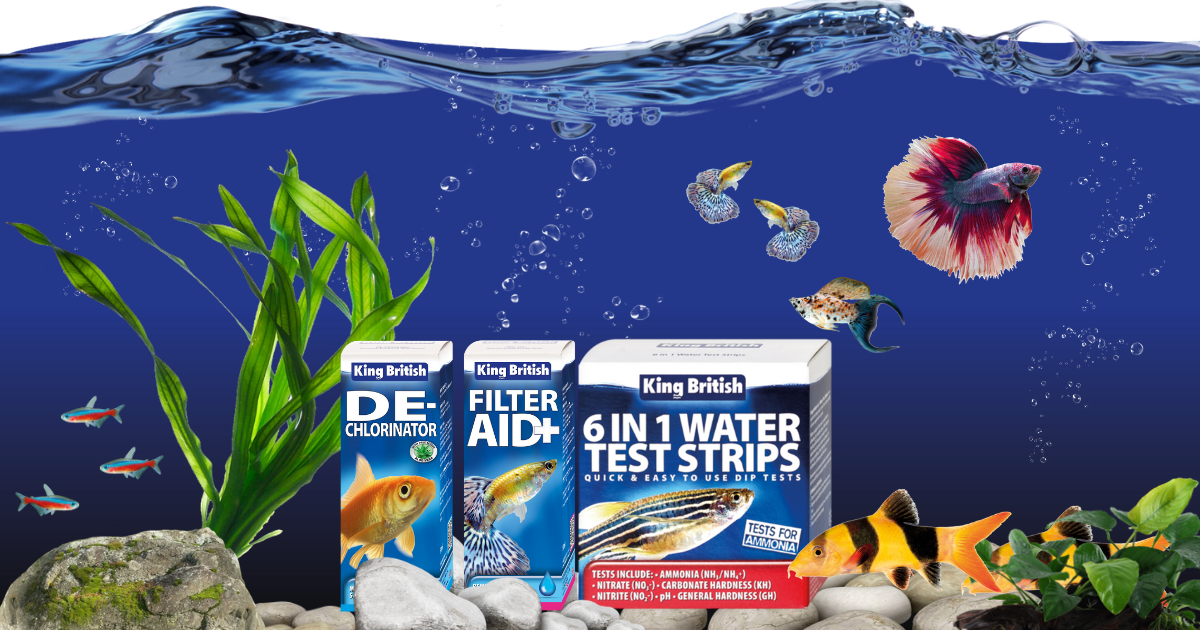 King British
DE-
CHLORINATOR
King British
FILTER
AID+
King British
6 in 1 Water Test Strips
King British
6 IN 1 WATER
TEST STRIPS
QUICK & EASY TO USE DIP TESTS
TESTS FOR
AMMONIA
TESTS INCLUDE: • AMMONIA (NH₃/NH₄+)
• NITRATE (NO₃-) • CARBONATE HARDNESS (KH)
• NITRITE (NO₂-) • pH • GENERAL HARDNESS (GH)